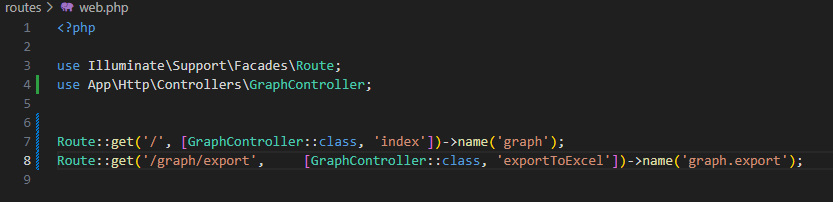 routes > web.php
1 <?php
2
3 use Illuminate\Support\Facades\Route;
4 use App\Http\Controllers\GraphController;
5
6
7 Route::get('/', [GraphController::class, 'index'])->name('graph');
8 Route::get('/graph/export',     [GraphController::class, 'exportToExcel'])->name('graph.export');
9